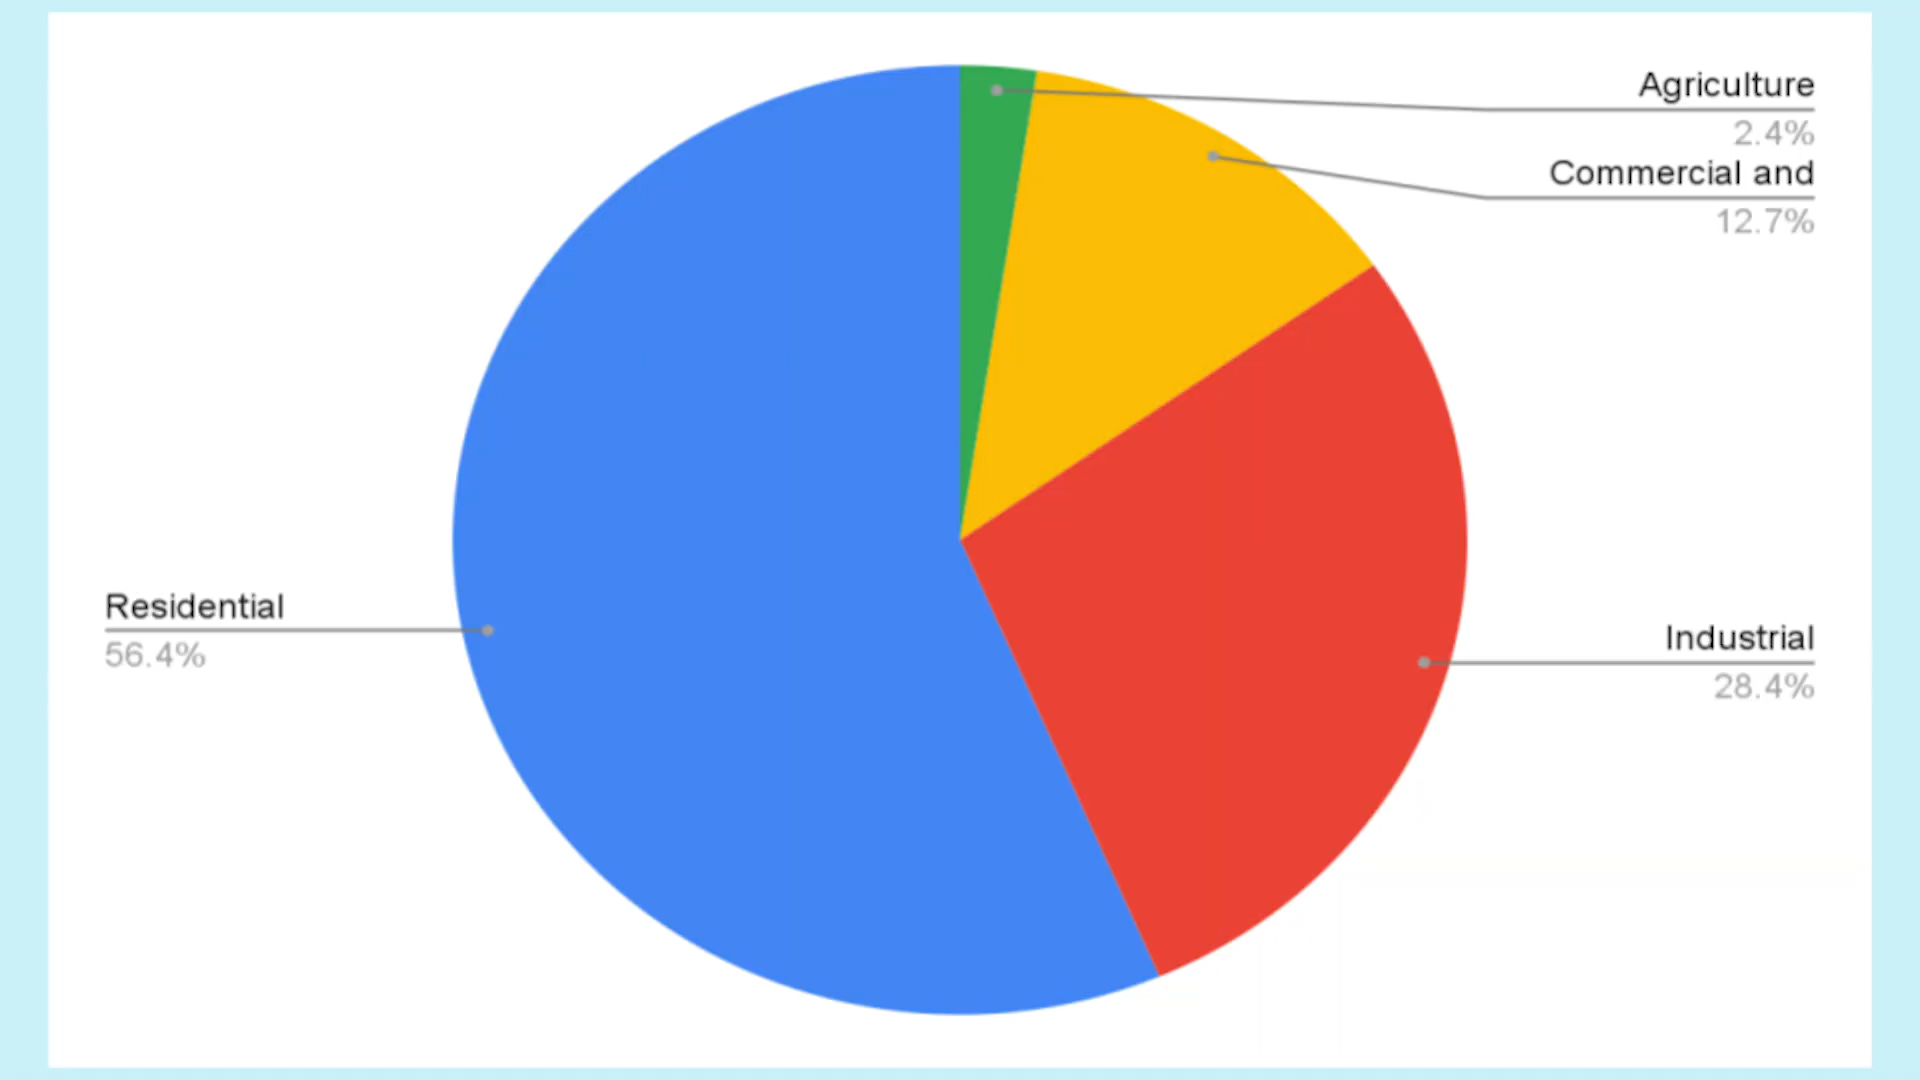 Agriculture
2.4%
Commercial and
12.7%
Residential
56.4%
Industrial
28.4%